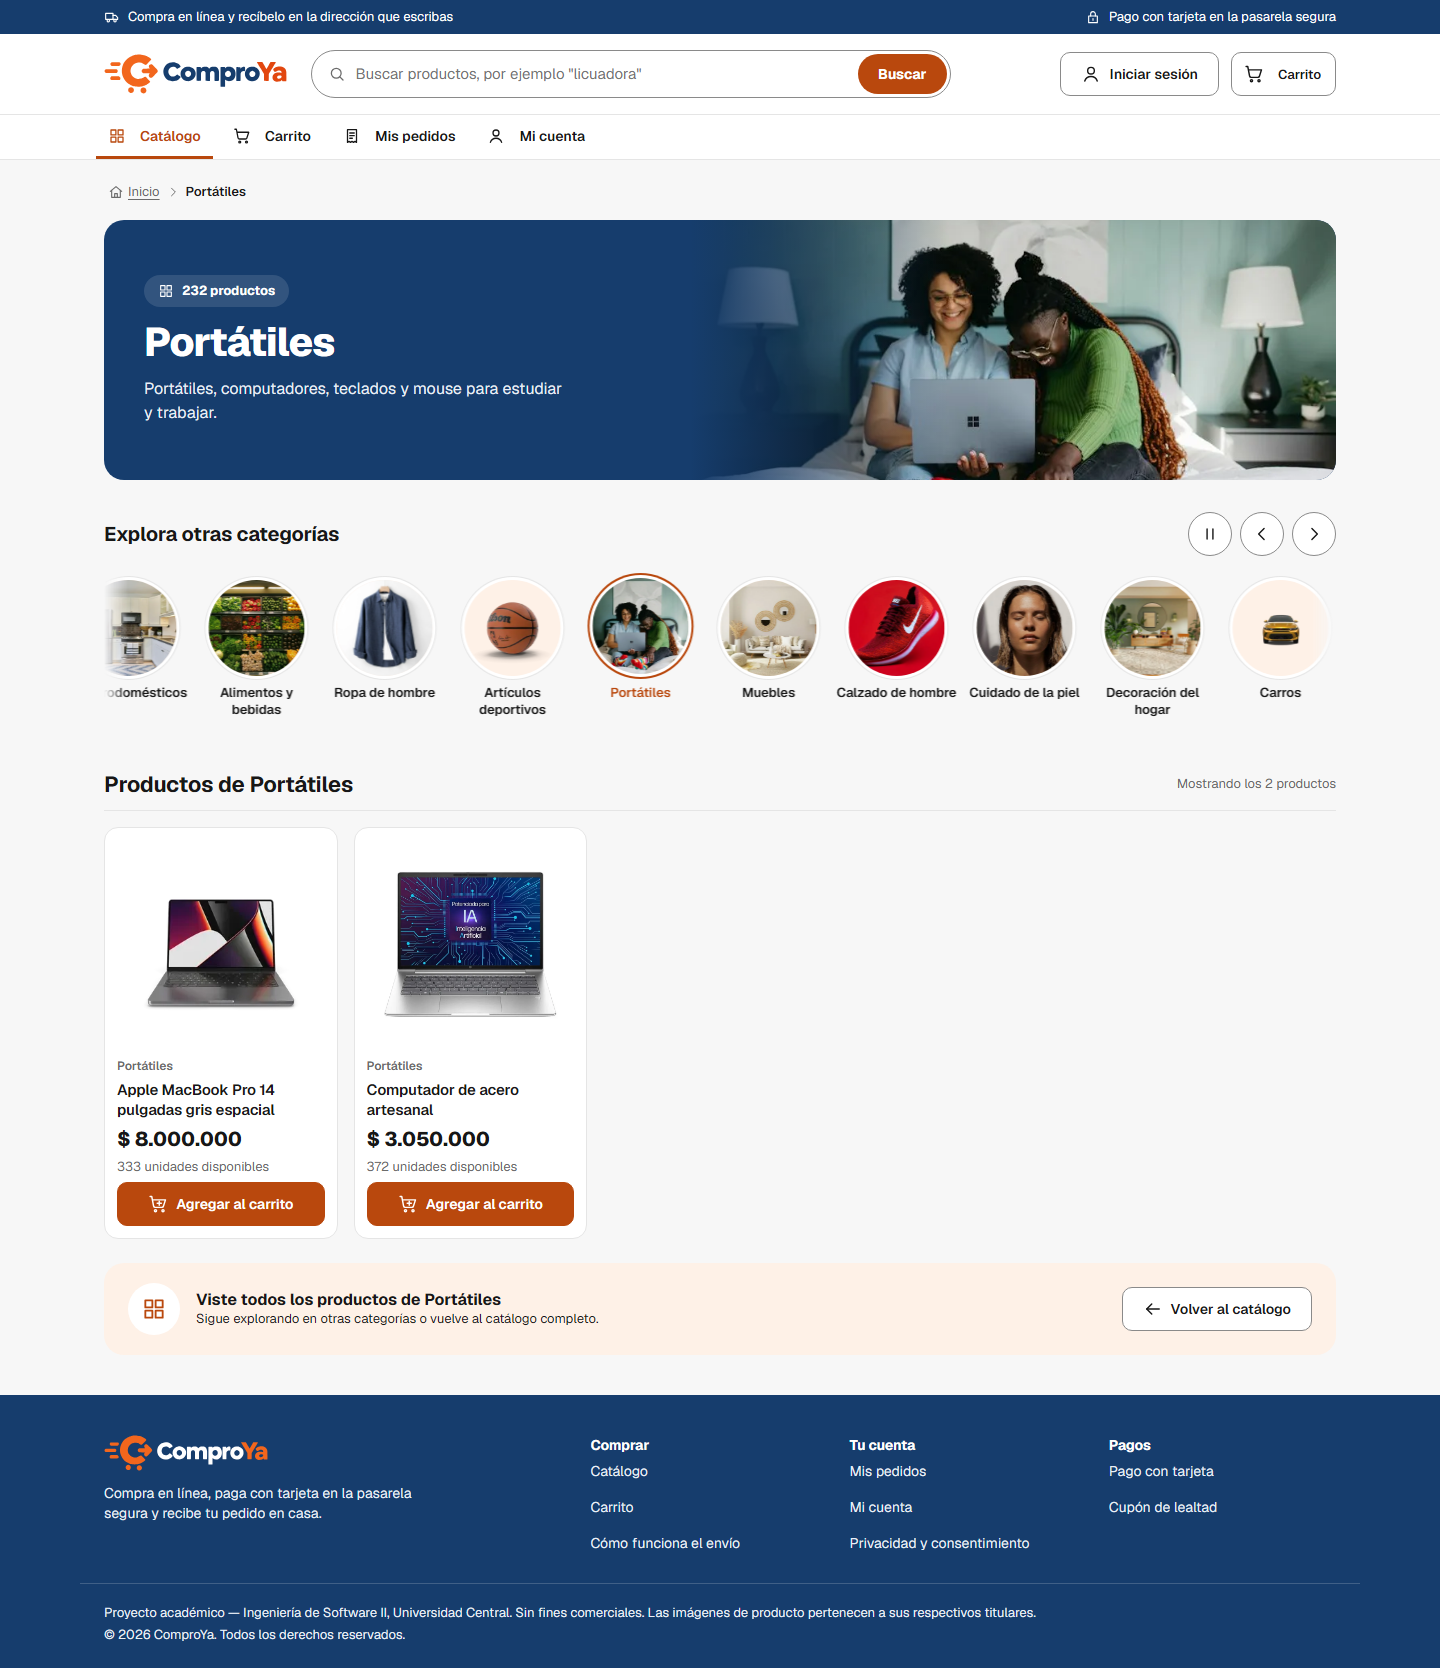 Compra en línea y recíbelo en la dirección que escribas
Pago con tarjeta en la pasarela segura
ComproYa
Buscar productos, por ejemplo "licuadora"
Buscar
Iniciar sesión
Carrito
Catálogo
Carrito
Mis pedidos
Mi cuenta
Inicio
Portátiles
232 productos
Portátiles
Portátiles, computadores, teclados y mouse para estudiar
y trabajar.
Explora otras categorías
Alimentos y
bebidas
Ropa de hombre
Artículos
deportivos
Portátiles
Muebles
Calzado de hombre
Cuidado de la piel
Decoración del
hogar
Carros
Productos de Portátiles
Mostrando los 2 productos
Potenciada para
IA
Inteligencia
Artificial
Portátiles
Apple MacBook Pro 14
pulgadas gris espacial
$ 8.000.000
333 unidades disponibles
Agregar al carrito
Portátiles
Computador de acero
artesanal
$ 3.050.000
372 unidades disponibles
Agregar al carrito
Viste todos los productos de Portátiles
Sigue explorando en otras categorías o vuelve al catálogo completo.
Volver al catálogo
ComproYa
Compra en línea, paga con tarjeta en la pasarela
segura y recibe tu pedido en casa.
Comprar
Catálogo
Carrito
Cómo funciona el envío
Tu cuenta
Mis pedidos
Mi cuenta
Privacidad y consentimiento
Pagos
Pago con tarjeta
Cupón de lealtad
Proyecto académico — Ingeniería de Software II, Universidad Central. Sin fines comerciales. Las imágenes de producto pertenecen a sus respectivos titulares.
© 2026 ComproYa. Todos los derechos reservados.